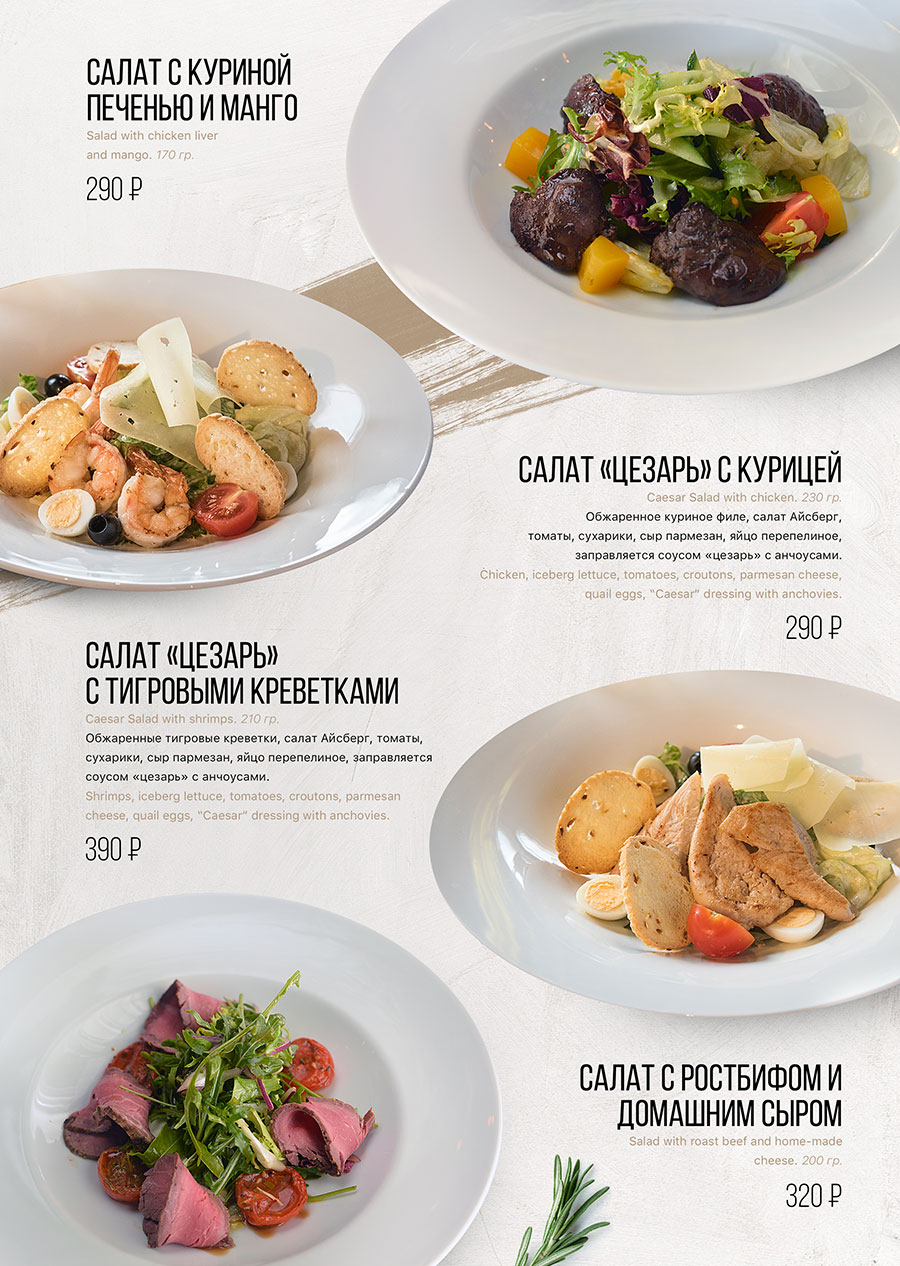 САЛАТ С КУРИНОЙ
ПЕЧЕНЬЮ И МАНГО
Salad with chicken liver
and mango. 170 гр.
290 ₽
САЛАТ «ЦЕЗАРЬ» С КУРИЦЕЙ
Caesar Salad with chicken. 230 гр.
Обжаренное куриное филе, салат Айсберг,
томаты, сухарики, сыр пармезан, яйцо перепелиное,
заправляется соусом «цезарь» с анчоусами.
Chicken, iceberg lettuce, tomatoes, croutons, parmesan cheese,
quail eggs, “Caesar” dressing with anchovies.
290 ₽
САЛАТ «ЦЕЗАРЬ»
С ТИГРОВЫМИ КРЕВЕТКАМИ
Caesar Salad with shrimps. 210 гр.
Обжаренные тигровые креветки, салат Айсберг, томаты,
сухарики, сыр пармезан, яйцо перепелиное, заправляется
соусом «цезарь» с анчоусами.
Shrimps, iceberg lettuce, tomatoes, croutons, parmesan
cheese, quail eggs, “Caesar” dressing with anchovies.
390 ₽
САЛАТ С РОСТБИФОМ И
ДОМАШНИМ СЫРОМ
Salad with roast beef and home-made
cheese. 200 гр.
320 ₽